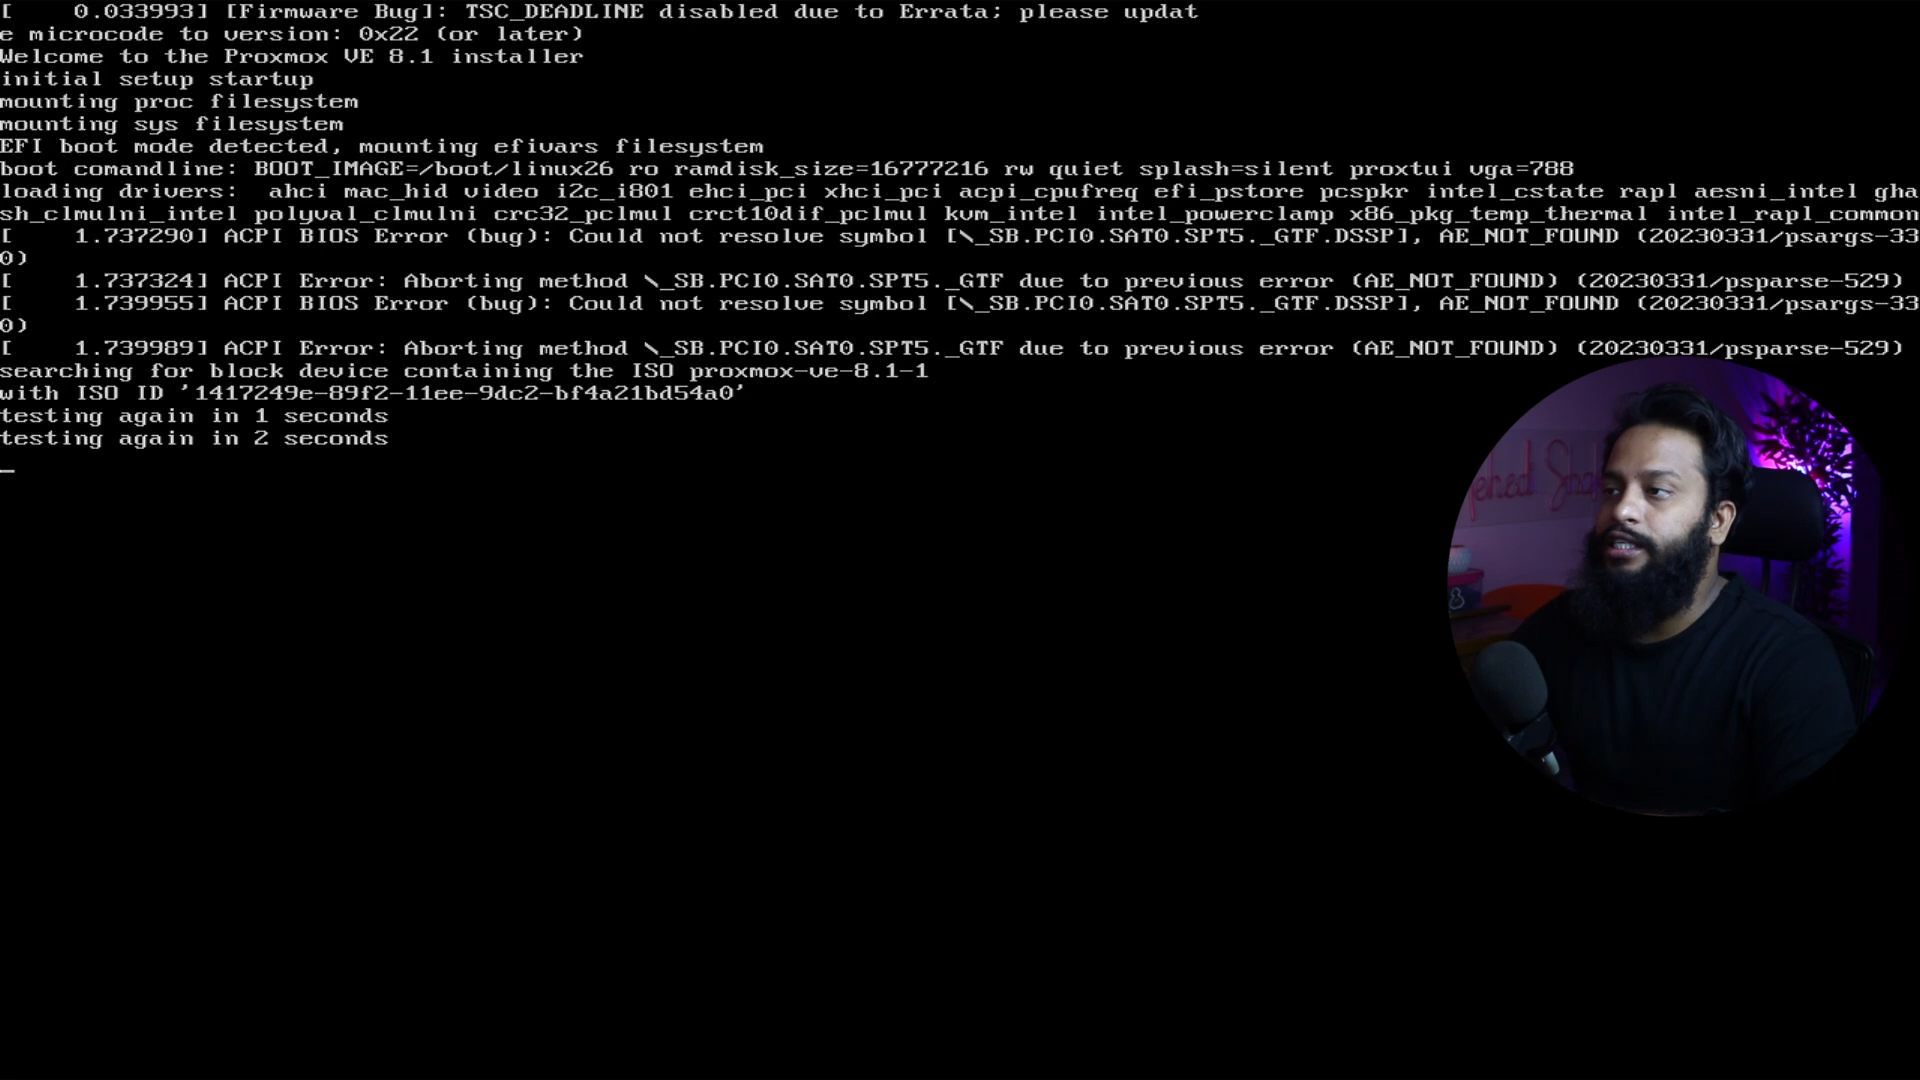 [    0.033993] [Firmware Bug]: TSC_DEADLINE disabled due to Errata; please updat
e microcode to version: 0x22 (or later)
Welcome to the Proxmox VE 8.1 installer
initial setup startup
mounting proc filesystem
mounting sys filesystem
EFI boot mode detected, mounting efivars filesystem
boot comandline: BOOT_IMAGE=/boot/linux26 ro ramdisk_size=16777216 rw quiet splash=silent proxtui vga=788
loading drivers:  ahci mac_hid video i2c_i801 ehci_pci xhci_pci acpi_cpufreq efi_pstore pcspkr intel_cstate rapl aesni_intel gha
sh_clmulni_intel polyval_clmulni crc32_pclmul crct10dif_pclmul kvm_intel intel_powerclamp x86_pkg_temp_thermal intel_rapl_common
[    1.737290] ACPI BIOS Error (bug): Could not resolve symbol [\_SB.PCI0.SAT0.SPT5._GTF.DSSP], AE_NOT_FOUND (20230331/psargs-33
0)
[    1.737324] ACPI Error: Aborting method \_SB.PCI0.SAT0.SPT5._GTF due to previous error (AE_NOT_FOUND) (20230331/psparse-529)
[    1.739955] ACPI BIOS Error (bug): Could not resolve symbol [\_SB.PCI0.SAT0.SPT5._GTF.DSSP], AE_NOT_FOUND (20230331/psargs-33
0)
[    1.739989] ACPI Error: Aborting method \_SB.PCI0.SAT0.SPT5._GTF due to previous error (AE_NOT_FOUND) (20230331/psparse-529)
searching for block device containing the ISO proxmox-ve-8.1-1
with ISO ID '1417249e-89f2-11ee-9dc2-bf4a21bd54a0'
testing again in 1 seconds
testing again in 2 seconds
_